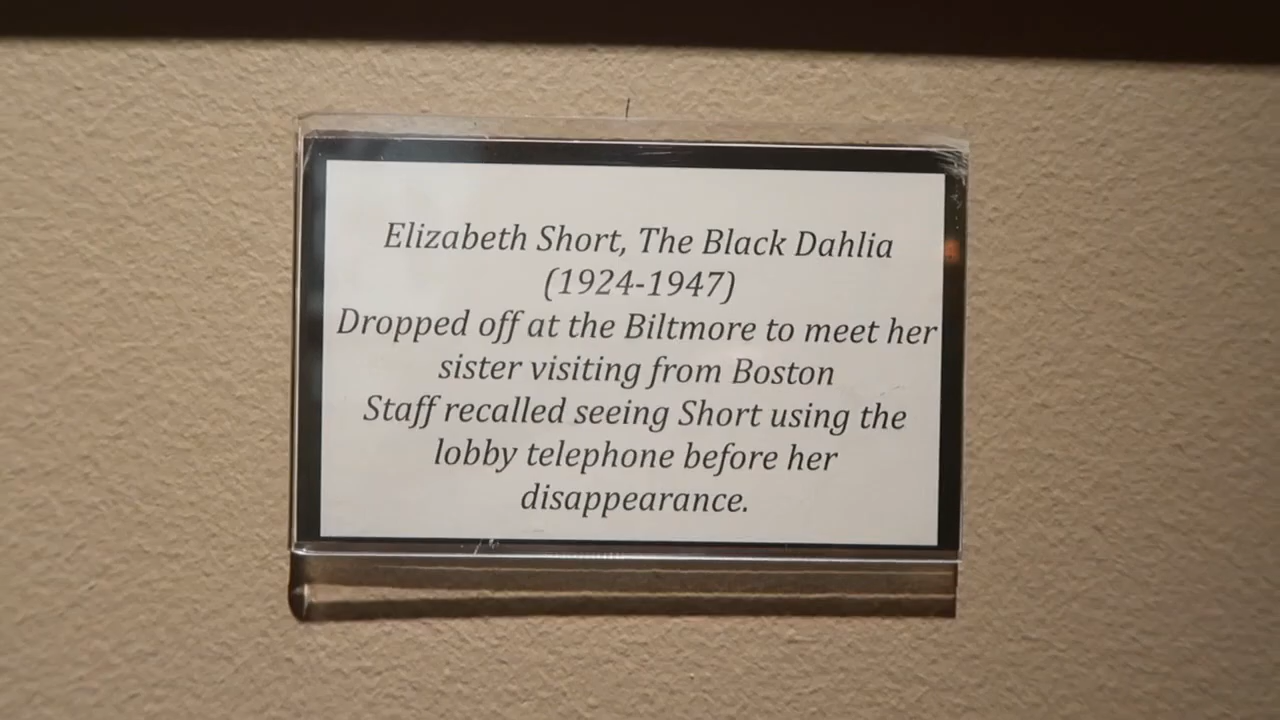 Elizabeth Short, The Black Dahlia
(1924-1947)
Dropped off at the Biltmore to meet her
sister visiting from Boston
Staff recalled seeing Short using the
lobby telephone before her
disappearance.